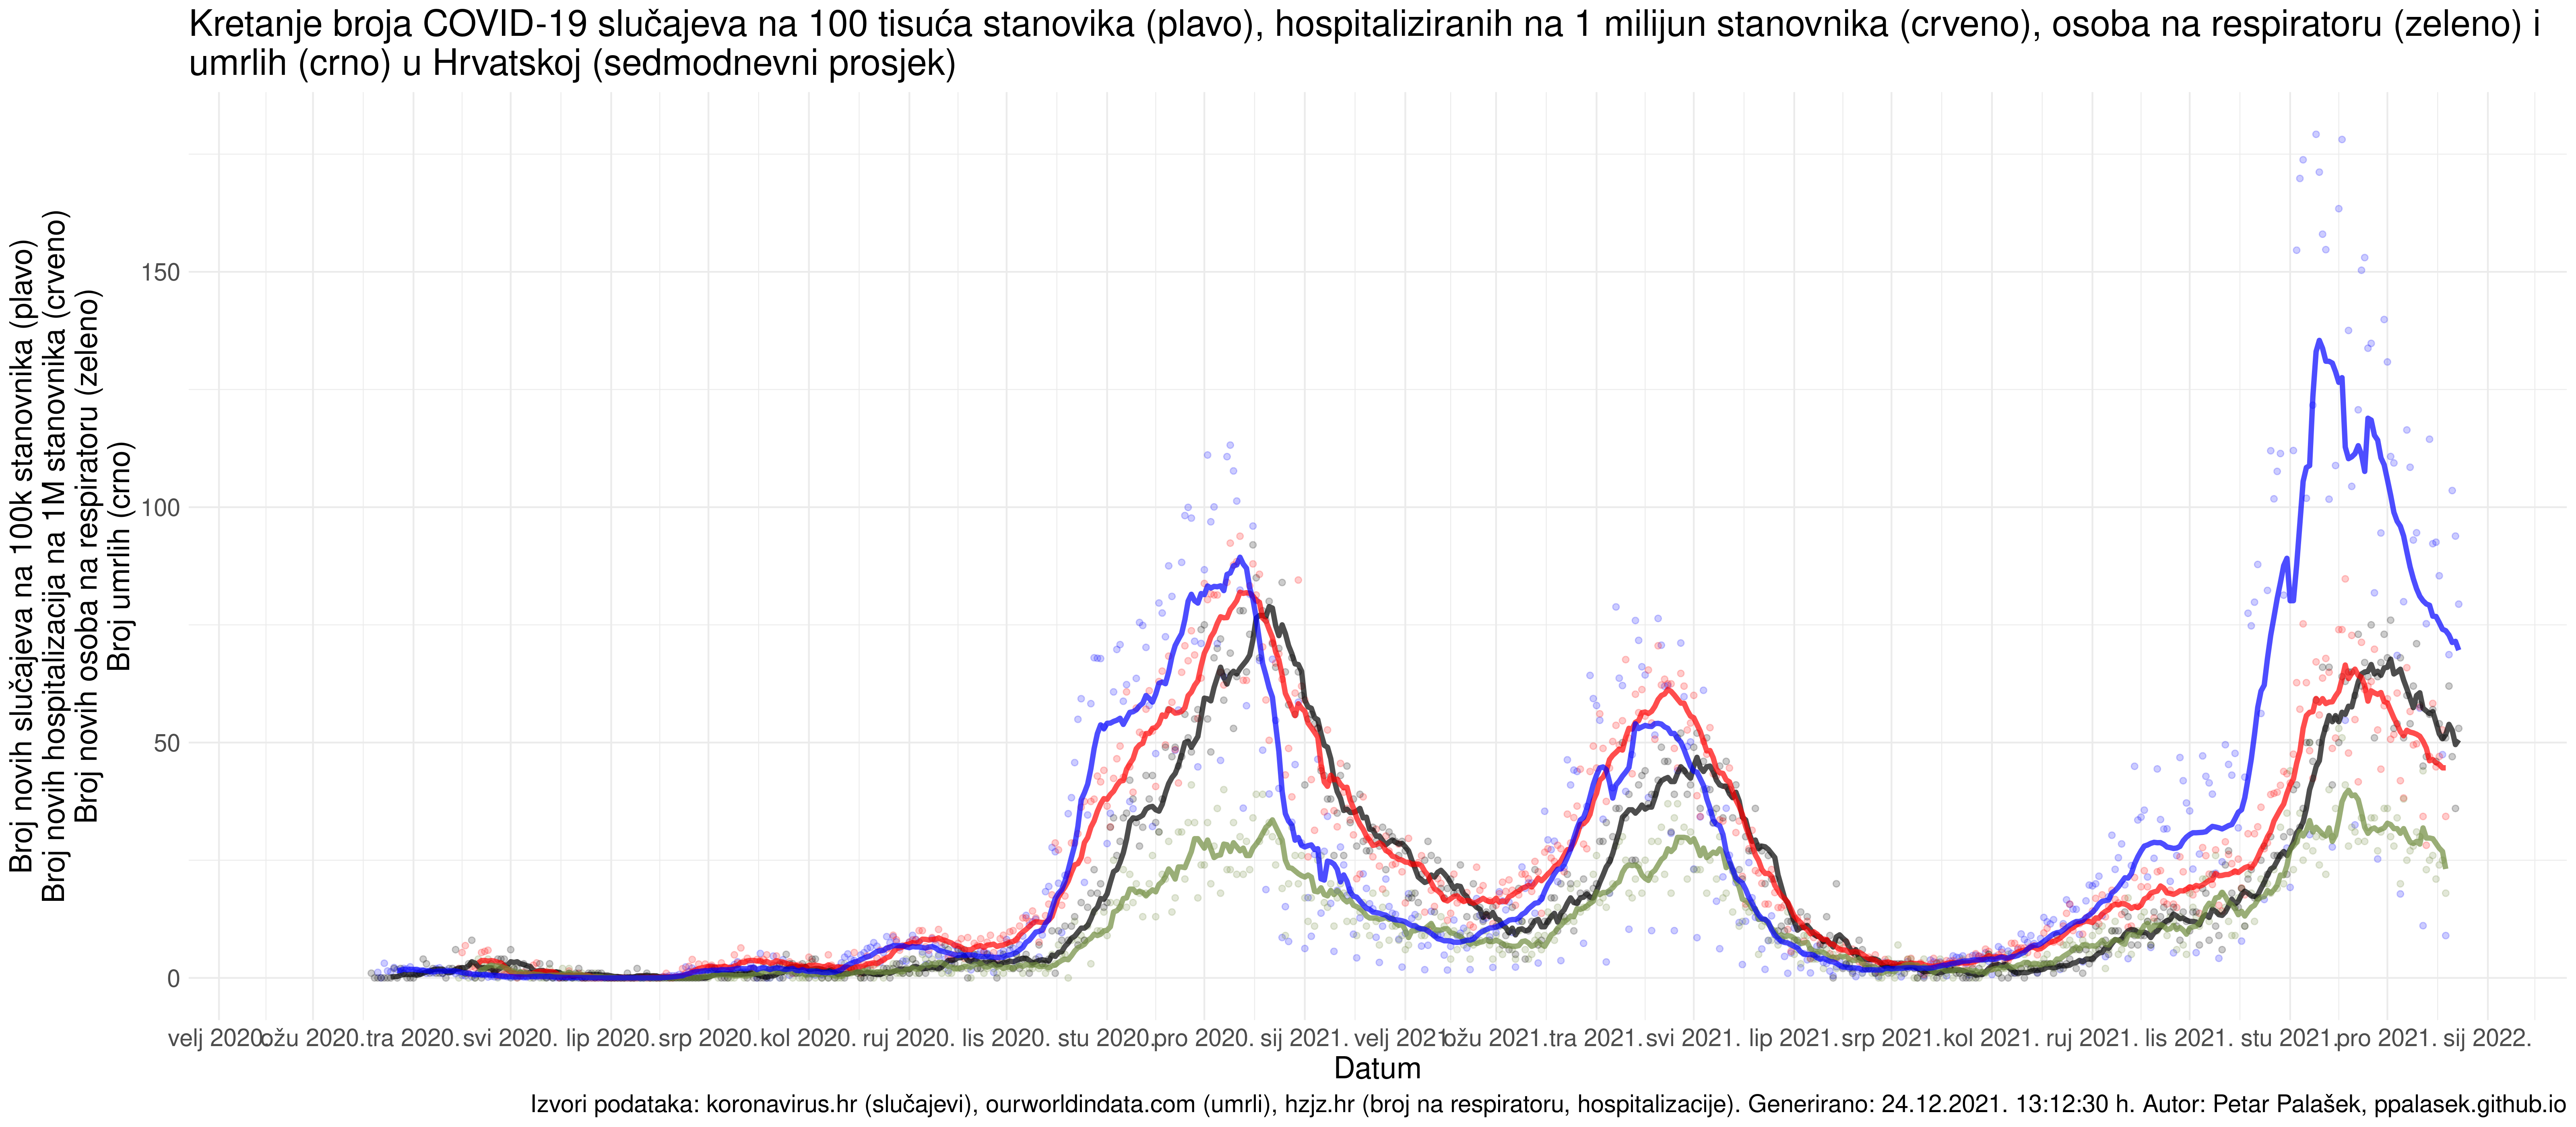 Kretanje broja COVID-19 slučajeva na 100 tisuća stanovika (plavo), hospitaliziranih na 1 milijun stanovnika (crveno), osoba na respiratoru (zeleno) i
umrlih (crno) u Hrvatskoj (sedmodnevni prosjek)
Broj novih slučajeva na 100k stanovnika (plavo)
Broj novih hospitalizacija na 1M stanovnika (crveno)
Broj novih osoba na respiratoru (zeleno)
Broj umrlih (crno)
150
100
50
0
velj 2020. ožu 2020. tra 2020. svi 2020. lip 2020. srp 2020. kol 2020. ruj 2020. lis 2020. stu 2020. pro 2020. sij 2021. velj 2021. ožu 2021. tra 2021. svi 2021. lip 2021. srp 2021. kol 2021. ruj 2021. lis 2021. stu 2021. pro 2021. sij 2022.
Datum
Izvori podataka: koronavirus.hr (slučajevi), ourworldindata.com (umrli), hzjz.hr (broj na respiratoru, hospitalizacije). Generirano: 24.12.2021. 13:12:30 h. Autor: Petar Palašek, ppalasek.github.io